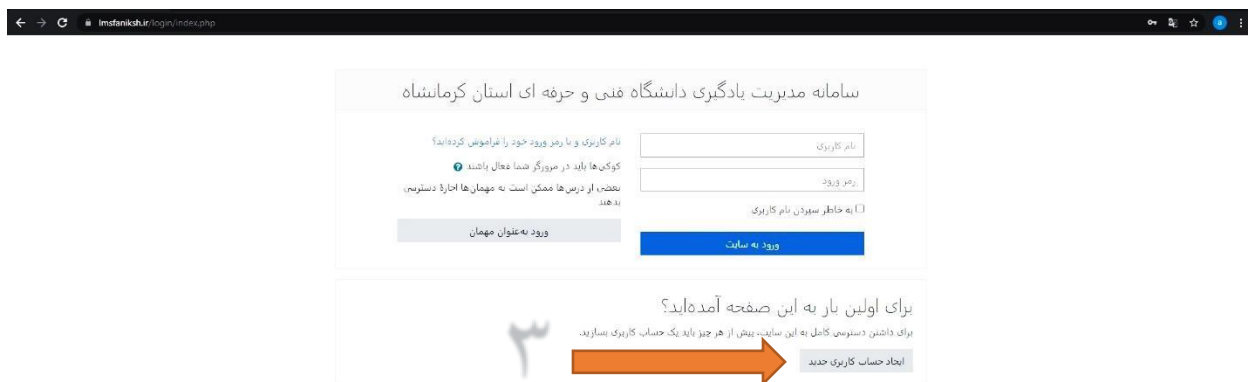 lmsfaniksh.ir/login/index.php
سامانه مدیریت یادگیری دانشگاه فنی و حرفه ای استان کرمانشاه
نام کاربری
رمز ورود
به خاطر سپردن نام کاربری
ورود به سایت
نام کاربری و یا رمز ورود خود را فراموش کرده‌اید؟
کوکی‌ها باید در مرورگر شما فعال باشند
بعضی از درس‌ها ممکن است به مهمان‌ها اجازهٔ دسترسی
بدهند
ورود به‌عنوان مهمان
برای اولین بار به این صفحه آمده‌اید؟
برای داشتن دسترسی کامل به این سایت، پیش از هر چیز باید یک حساب کاربری بسازید.
ایجاد حساب کاربری جدید
۳